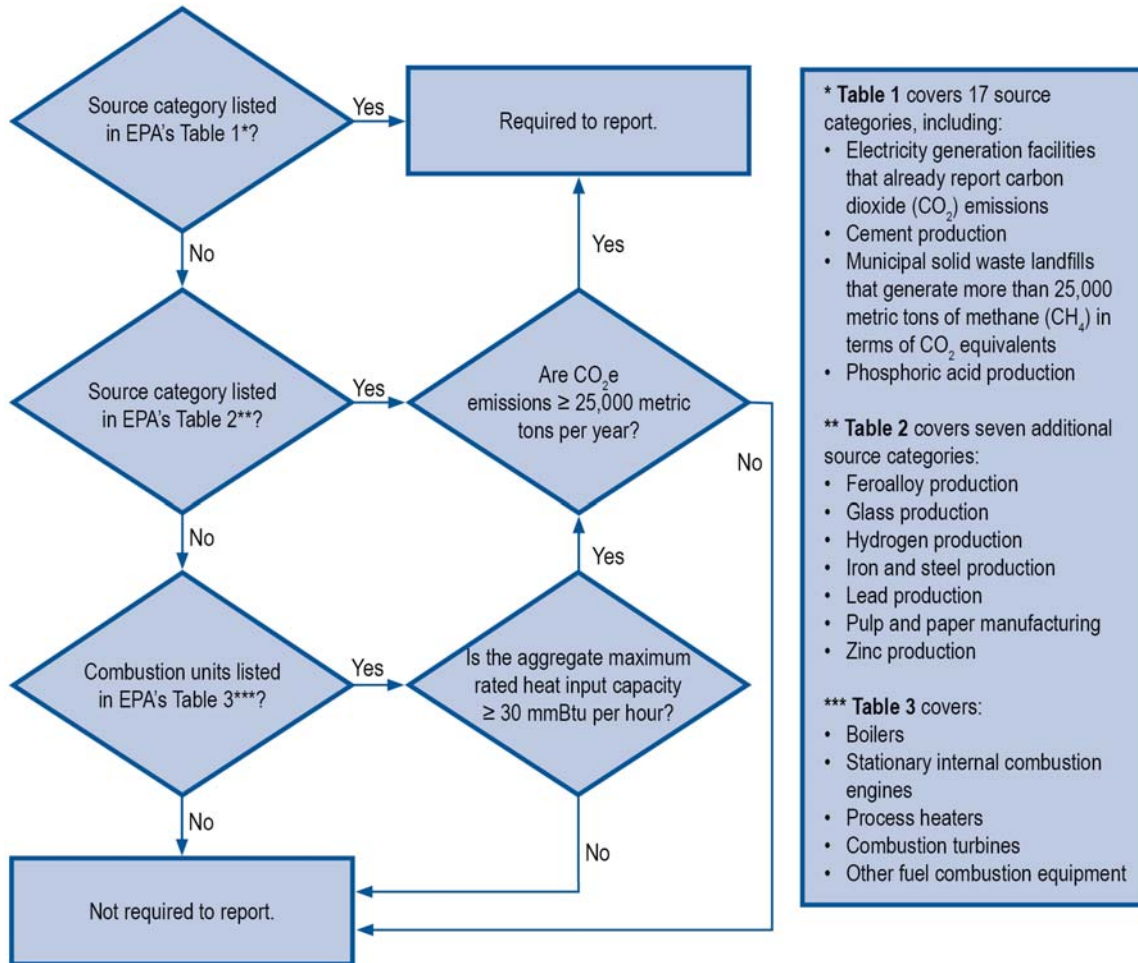 Source category listed
in EPA's Table 1*?
Yes
Required to report.
No
Yes
Source category listed
in EPA's Table 2**?
Yes
Are CO₂e
emissions ≥ 25,000 metric
tons per year?
No
No
Yes
Combustion units listed
in EPA's Table 3***?
Yes
Is the aggregate maximum
rated heat input capacity
≥ 30 mmBtu per hour?
No
No
Not required to report.
* Table 1 covers 17 source
categories, including:
• Electricity generation facilities
that already report carbon
dioxide (CO₂) emissions
• Cement production
• Municipal solid waste landfills
that generate more than 25,000
metric tons of methane (CH₄) in
terms of CO₂ equivalents
• Phosphoric acid production
** Table 2 covers seven additional
source categories:
• Feroalloy production
• Glass production
• Hydrogen production
• Iron and steel production
• Lead production
• Pulp and paper manufacturing
• Zinc production
*** Table 3 covers:
• Boilers
• Stationary internal combustion
engines
• Process heaters
• Combustion turbines
• Other fuel combustion equipment